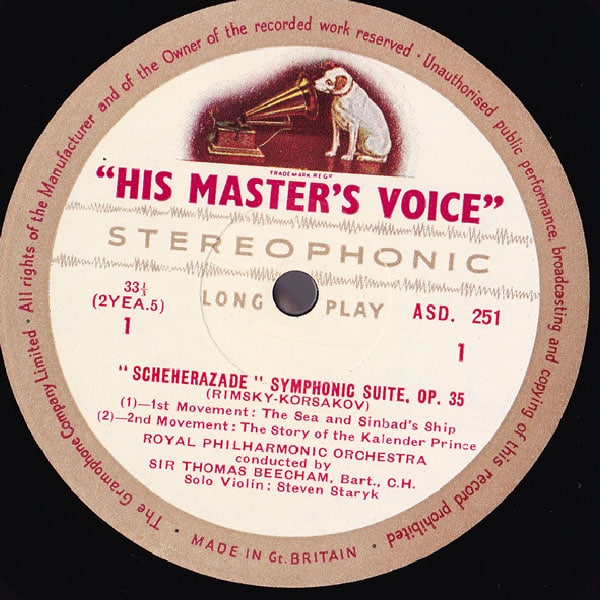 The Gramophone Company Limited · All rights of the Manufacturer and of the Owner of the recorded work reserved · Unauthorised public performance, broadcasting and copying of this record prohibited
TRADE MARK REGD
“HIS MASTER'S VOICE”
STEREOPHONIC
LONG PLAY
33⅓
(2YEA.5)
1
ASD. 251
1
"SCHEHERAZADE" SYMPHONIC SUITE, OP. 35
(RIMSKY-KORSAKOV)
(1)—1st Movement: The Sea and Sinbad's Ship
(2)—2nd Movement: The Story of the Kalender Prince
ROYAL PHILHARMONIC ORCHESTRA
conducted by
SIR THOMAS BEECHAM, Bart., C.H.
Solo Violin: Steven Staryk
· MADE IN Gt. BRITAIN ·